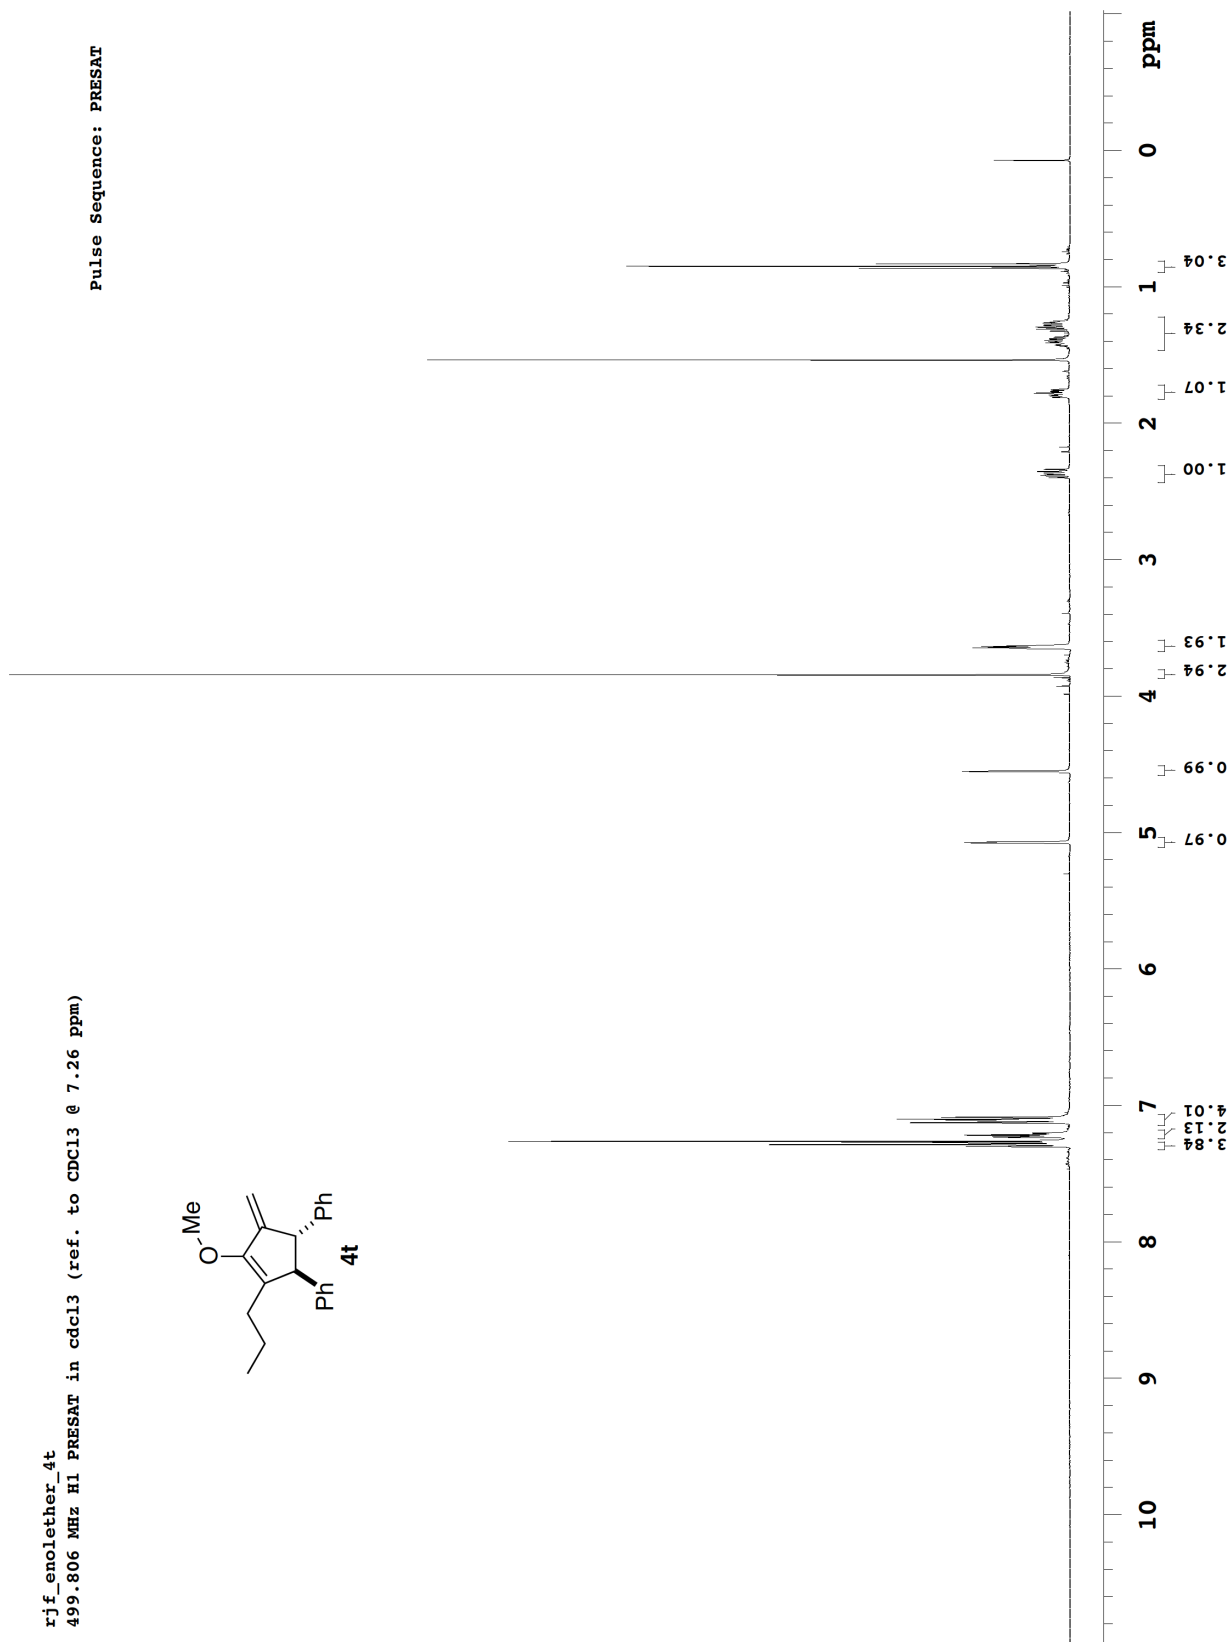 rjf_enolether_4t
499.806 MHz H1 PRESAT in cdcl3 (ref. to CDCl3 @ 7.26 ppm)
Pulse Sequence: PRESAT
O
Me
Ph
Ph
4t
10
9
8
7
6
5
4
3
2
1
0
ppm
3.84
2.13
4.01
0.97
0.99
2.94
1.93
1.00
1.07
2.34
3.04